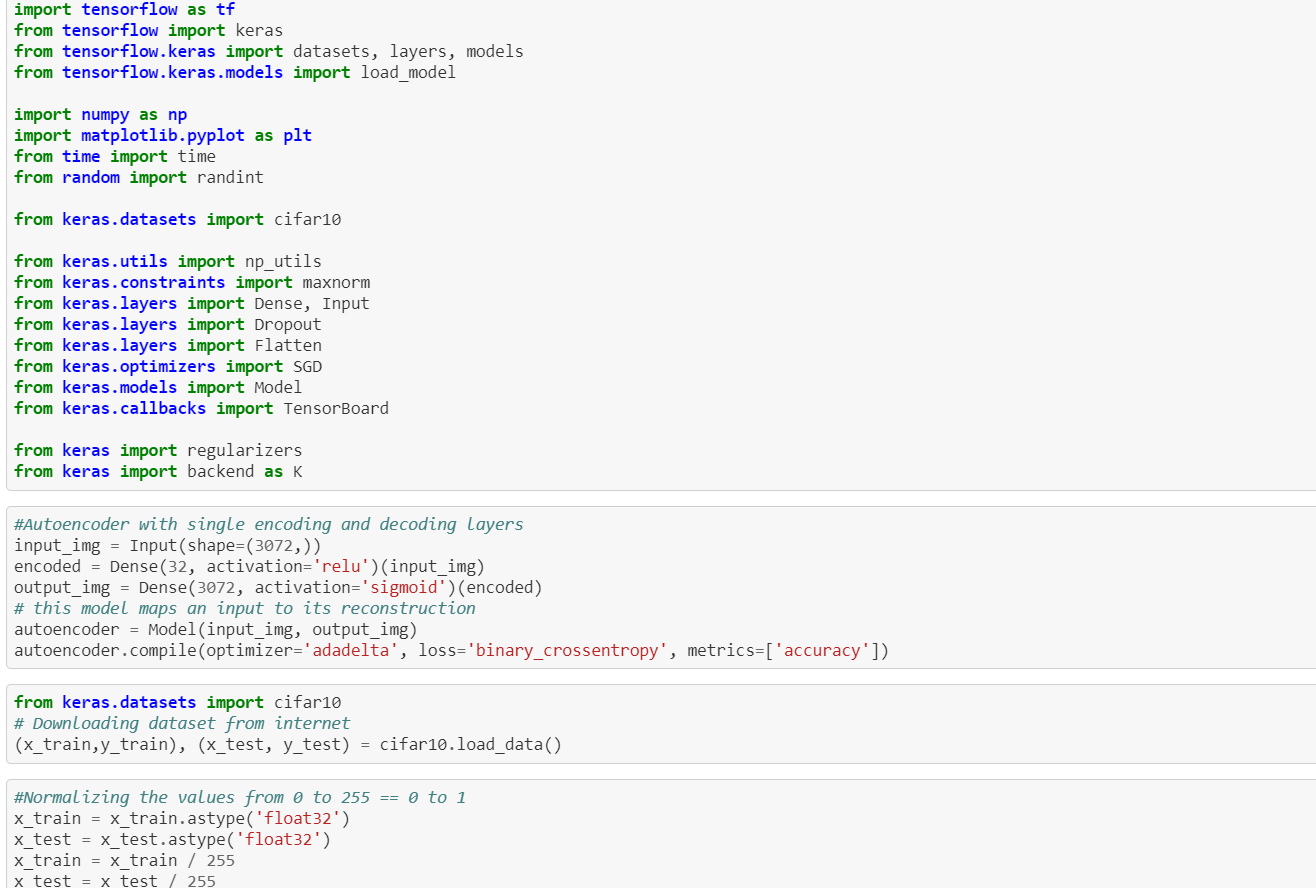 import tensorflow as tf
from tensorflow import keras
from tensorflow.keras import datasets, layers, models
from tensorflow.keras.models import load_model
import numpy as np
import matplotlib.pyplot as plt
from time import time
from random import randint
from keras.datasets import cifar10
from keras.utils import np_utils
from keras.constraints import maxnorm
from keras.layers import Dense, Input
from keras.layers import Dropout
from keras.layers import Flatten
from keras.optimizers import SGD
from keras.models import Model
from keras.callbacks import TensorBoard
from keras import regularizers
from keras import backend as K
#Autoencoder with single encoding and decoding layers
input_img = Input(shape=(3072,))
encoded = Dense(32, activation='relu')(input_img)
output_img = Dense(3072, activation='sigmoid')(encoded)
# this model maps an input to its reconstruction
autoencoder = Model(input_img, output_img)
autoencoder.compile(optimizer='adadelta', loss='binary_crossentropy', metrics=['accuracy'])
from keras.datasets import cifar10
# Downloading dataset from internet
(x_train,y_train), (x_test, y_test) = cifar10.load_data()
#Normalizing the values from 0 to 255 == 0 to 1
x_train = x_train.astype('float32')
x_test = x_test.astype('float32')
x_train = x_train / 255
x_test = x_test / 255